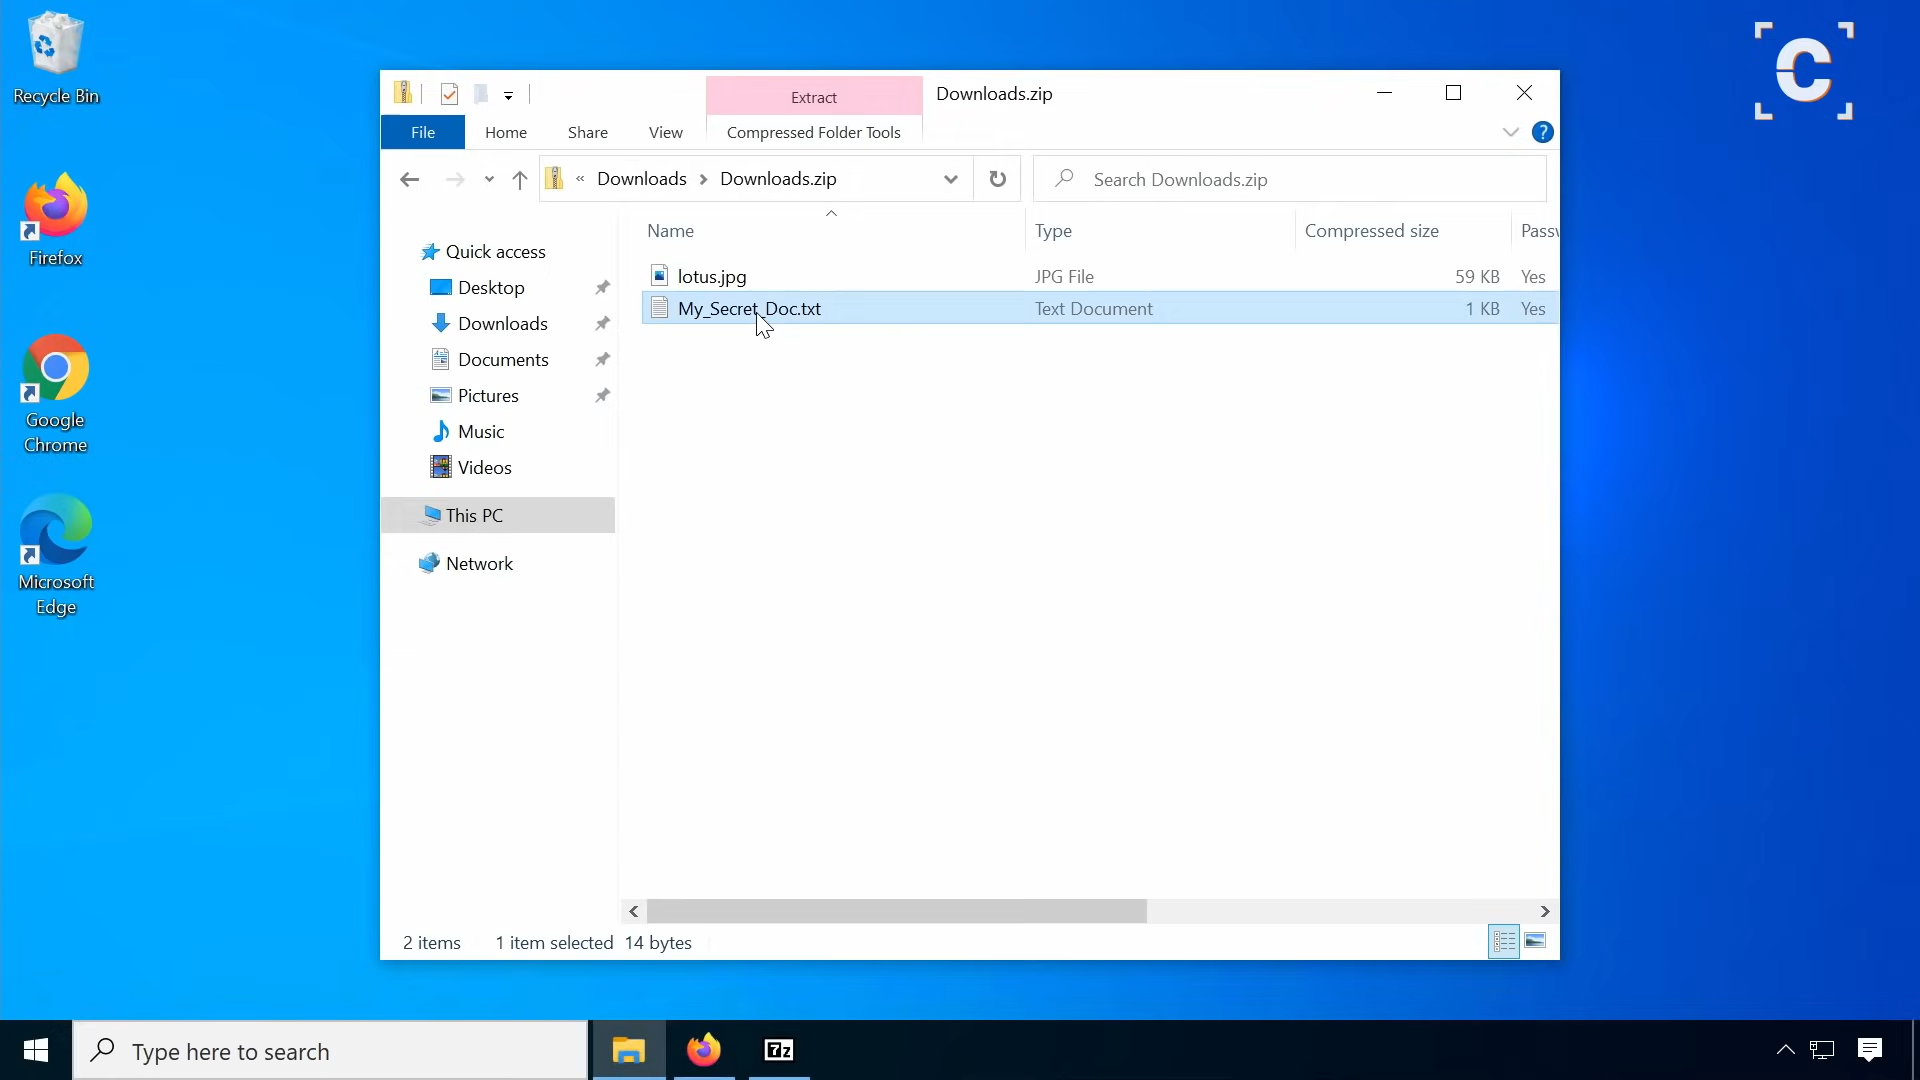 Recycle Bin
Firefox
Google
Chrome
Microsoft
Edge
C
Extract
Downloads.zip
File
Home
Share
View
Compressed Folder Tools
?
« Downloads > Downloads.zip
Search Downloads.zip
Name
Type
Compressed size
Passw
lotus.jpg
JPG File
59 KB
Yes
My_Secret_Doc.txt
Text Document
1 KB
Yes
Quick access
Desktop
Downloads
Documents
Pictures
Music
Videos
This PC
Network
2 items
1 item selected 14 bytes
Type here to search
7z